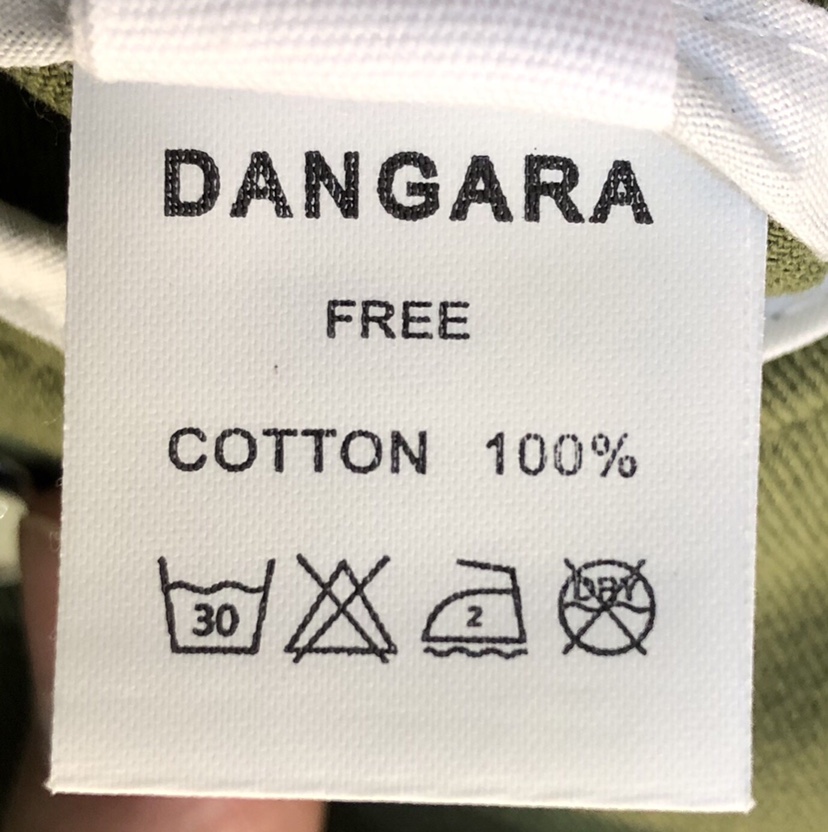 DANGARA
FREE
COTTON 100%
30 2 DRY